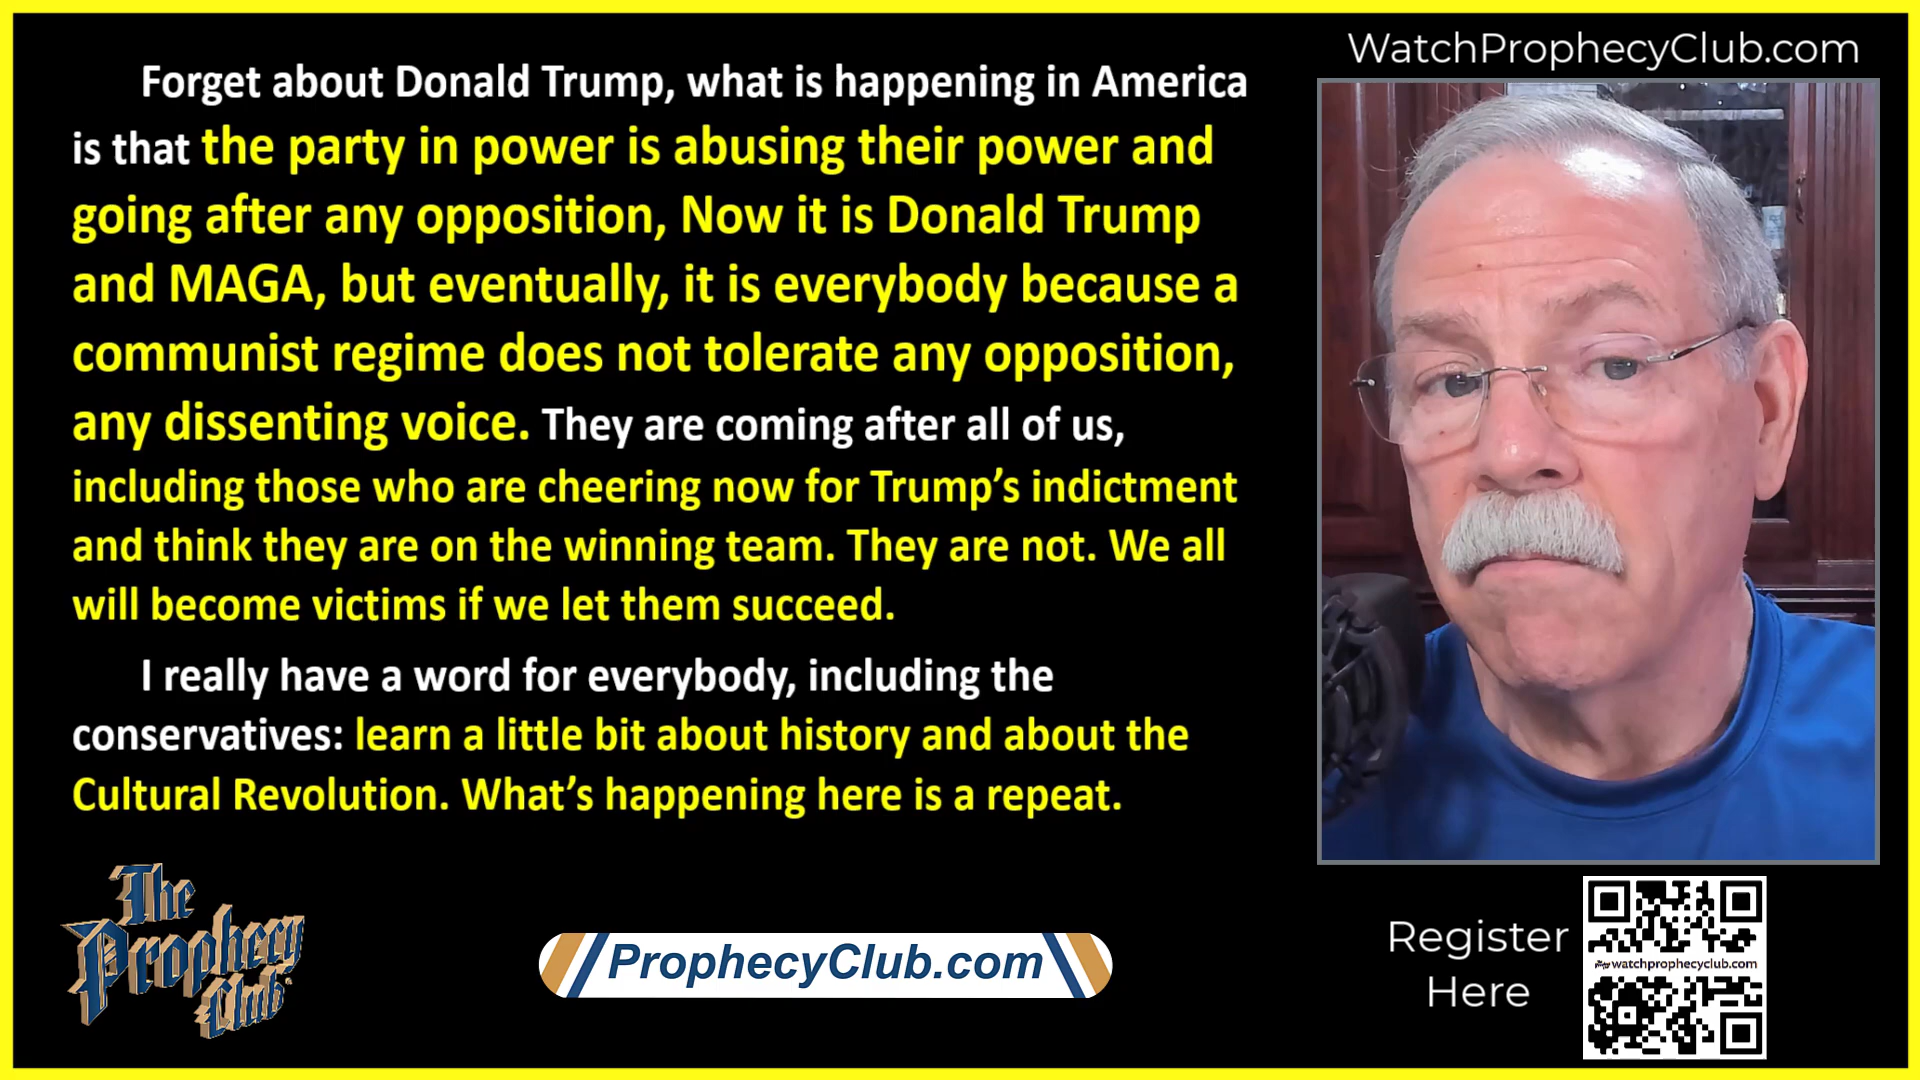 Forget about Donald Trump, what is happening in America
is that the party in power is abusing their power and
going after any opposition, Now it is Donald Trump
and MAGA, but eventually, it is everybody because a
communist regime does not tolerate any opposition,
any dissenting voice. They are coming after all of us,
including those who are cheering now for Trump’s indictment
and think they are on the winning team. They are not. We all
will become victims if we let them succeed.
I really have a word for everybody, including the
conservatives: learn a little bit about history and about the
Cultural Revolution. What’s happening here is a repeat.
The
Prophecy
Club
ProphecyClub.com
WatchProphecyClub.com
Register
Here
watchprophecyclub.com